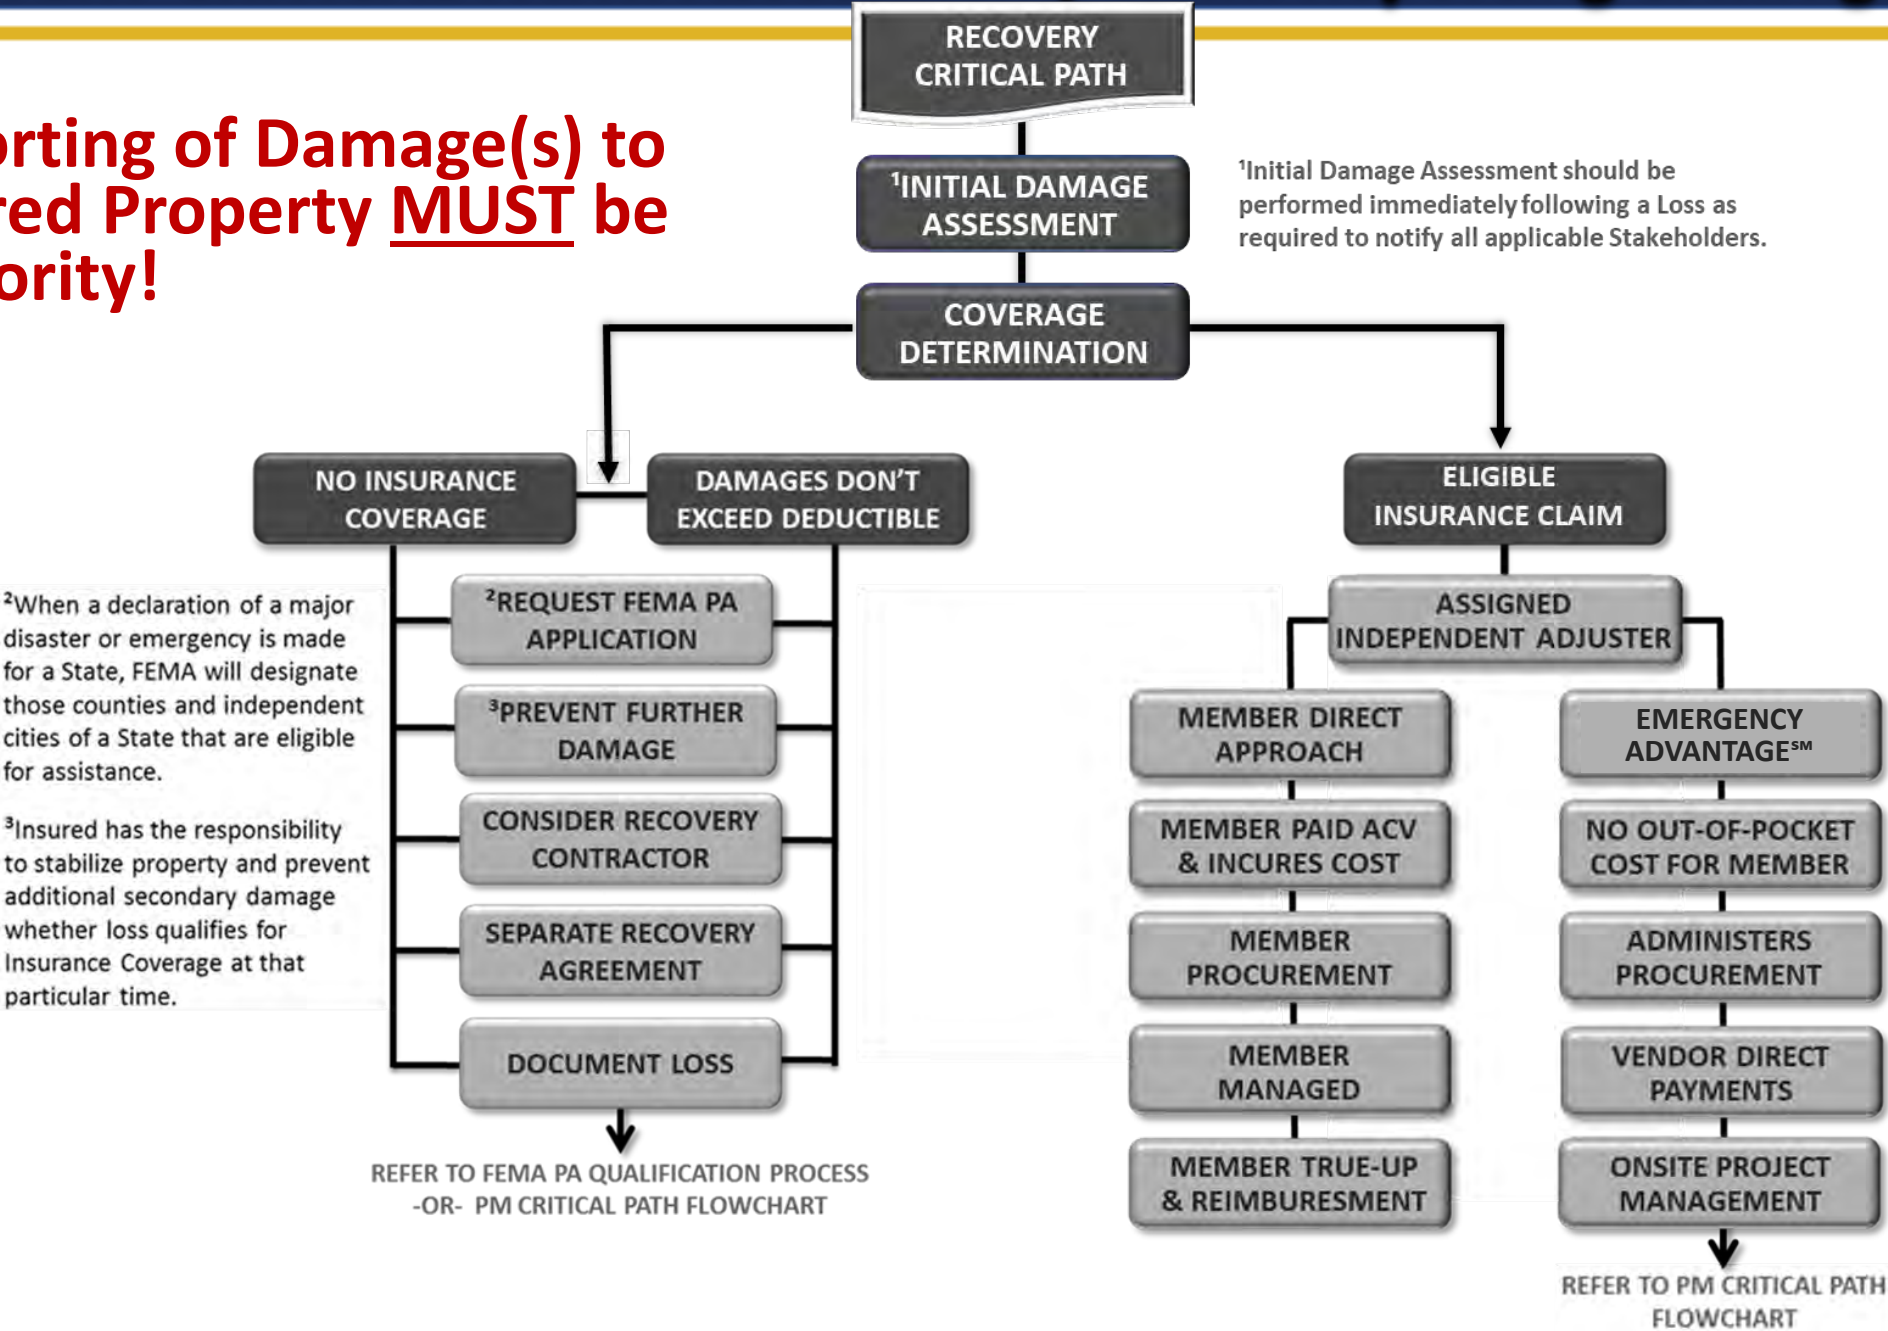 RECOVERY
CRITICAL PATH
orting of Damage(s) to
red Property MUST be
ority!
¹INITIAL DAMAGE
ASSESSMENT
¹Initial Damage Assessment should be
performed immediately following a Loss as
required to notify all applicable Stakeholders.
COVERAGE
DETERMINATION
NO INSURANCE
COVERAGE
DAMAGES DON'T
EXCEED DEDUCTIBLE
ELIGIBLE
INSURANCE CLAIM
²When a declaration of a major
disaster or emergency is made
for a State, FEMA will designate
those counties and independent
cities of a State that are eligible
for assistance.
³Insured has the responsibility
to stabilize property and prevent
additional secondary damage
whether loss qualifies for
Insurance Coverage at that
particular time.
²REQUEST FEMA PA
APPLICATION
³PREVENT FURTHER
DAMAGE
CONSIDER RECOVERY
CONTRACTOR
SEPARATE RECOVERY
AGREEMENT
DOCUMENT LOSS
REFER TO FEMA PA QUALIFICATION PROCESS
-OR- PM CRITICAL PATH FLOWCHART
ASSIGNED
INDEPENDENT ADJUSTER
MEMBER DIRECT
APPROACH
MEMBER PAID ACV
& INCURES COST
MEMBER
PROCUREMENT
MEMBER
MANAGED
MEMBER TRUE-UP
& REIMBURESMENT
EMERGENCY
ADVANTAGE℠
NO OUT-OF-POCKET
COST FOR MEMBER
ADMINISTERS
PROCUREMENT
VENDOR DIRECT
PAYMENTS
ONSITE PROJECT
MANAGEMENT
REFER TO PM CRITICAL PATH
FLOWCHART